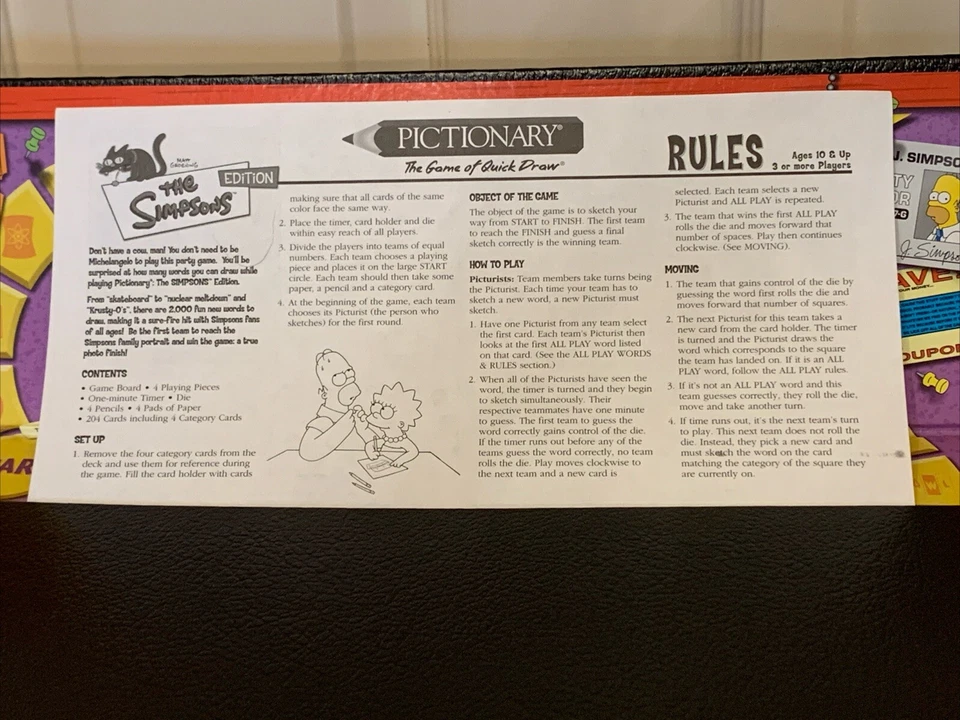 MATT GROENING
THE SIMPSONS™
EDITION
PICTIONARY®
The Game of Quick Draw®
RULES
Ages 10 & Up
3 or more Players
Don't have a cow, man! You don't need to be
Michelangelo to play this party game. You'll be
surprised at how many words you can draw while
playing Pictionary®: The SIMPSONS™ Edition.
From "skateboard" to "nuclear meltdown" and
"Krusty-O's", there are 2,000 fun new words to
draw, making it a sure-fire hit with Simpsons fans
of all ages! Be the first team to reach the
Simpsons family portrait and win the game: a true
photo finish!
CONTENTS
• Game Board • 4 Playing Pieces
• One-minute Timer • Die
• 4 Pencils • 4 Pads of Paper
• 204 Cards including 4 Category Cards
SET UP
1. Remove the four category cards from the
deck and use them for reference during
the game. Fill the card holder with cards
making sure that all cards of the same
color face the same way.
2. Place the timer, card holder and die
within easy reach of all players.
3. Divide the players into teams of equal
numbers. Each team chooses a playing
piece and places it on the large START
circle. Each team should then take some
paper, a pencil and a category card.
4. At the beginning of the game, each team
chooses its Picturist (the person who
sketches) for the first round.
OBJECT OF THE GAME
The object of the game is to sketch your
way from START to FINISH. The first team
to reach the FINISH and guess a final
sketch correctly is the winning team.
HOW TO PLAY
Picturists: Team members take turns being
the Picturist. Each time your team has to
sketch a new word, a new Picturist must
sketch.
1. Have one Picturist from any team select
the first card. Each team's Picturist then
looks at the first ALL PLAY word listed
on that card. (See the ALL PLAY WORDS
& RULES section.)
2. When all of the Picturists have seen the
word, the timer is turned and they begin
to sketch simultaneously. Their
respective teammates have one minute
to guess. The first team to guess the
word correctly gains control of the die.
If the timer runs out before any of the
teams guess the word correctly, no team
rolls the die. Play moves clockwise to
the next team and a new card is
selected. Each team selects a new
Picturist and ALL PLAY is repeated.
3. The team that wins the first ALL PLAY
rolls the die and moves forward that
number of spaces. Play then continues
clockwise. (See MOVING).
MOVING
1. The team that gains control of the die by
guessing the word first rolls the die and
moves forward that number of squares.
2. The next Picturist for this team takes a
new card from the card holder. The timer
is turned and the Picturist draws the
word which corresponds to the square
the team has landed on. If it is an ALL
PLAY word, follow the ALL PLAY rules.
3. If it's not an ALL PLAY word and this
team guesses correctly, they roll the die,
move and take another turn.
4. If time runs out, it's the next team's turn
to play. This next team does not roll the
die. Instead, they pick a new card and
must sketch the word on the card
matching the category of the square they
are currently on.
J. SIMPSO
7-G